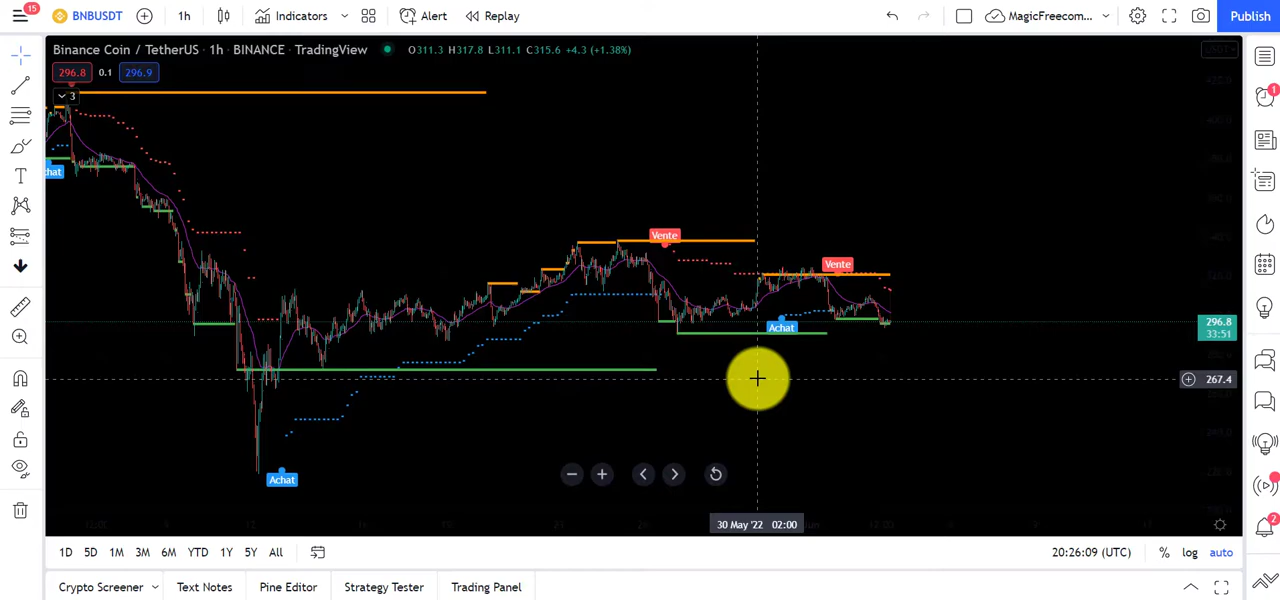 15
BNBUSDT
1h
Indicators
Alert
Replay
MagicFreecom...
Publish
Binance Coin / TetherUS · 1h · BINANCE · TradingView
O311.3 H317.8 L311.1 C315.6 +4.3 (+1.38%)
296.8 0.1 296.9
3
1
Vente
Vente
Achat
Achat
296.8
33:51
267.4
30 May '22 02:00
2
1D 5D 1M 3M 6M YTD 1Y 5Y All
20:26:09 (UTC)
% log auto
Crypto Screener
Text Notes
Pine Editor
Strategy Tester
Trading Panel